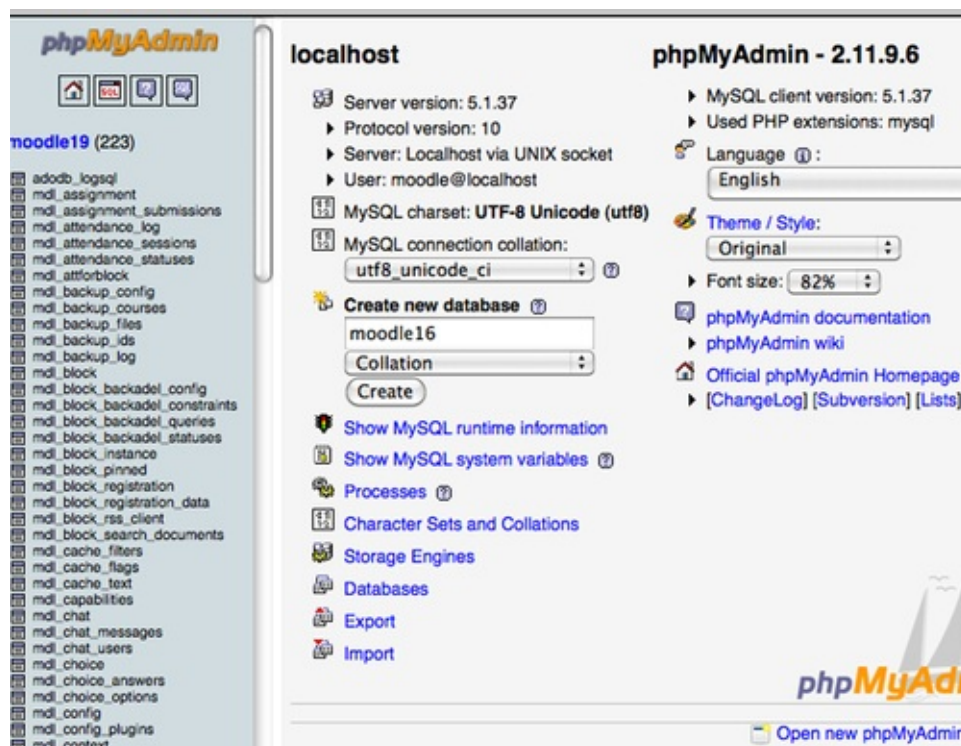 phpMyAdmin
SQL
moodle19 (223)
adodb_logsql
mdl_assignment
mdl_assignment_submissions
mdl_attendance_log
mdl_attendance_sessions
mdl_attendance_statuses
mdl_attforblock
mdl_backup_config
mdl_backup_courses
mdl_backup_files
mdl_backup_ids
mdl_backup_log
mdl_block
mdl_block_backadel_config
mdl_block_backadel_constraints
mdl_block_backadel_queries
mdl_block_backadel_statuses
mdl_block_instance
mdl_block_pinned
mdl_block_registration
mdl_block_registration_data
mdl_block_rss_client
mdl_block_search_documents
mdl_cache_filters
mdl_cache_flags
mdl_cache_text
mdl_capabilities
mdl_chat
mdl_chat_messages
mdl_chat_users
mdl_choice
mdl_choice_answers
mdl_choice_options
mdl_config
mdl_config_plugins
mdl_context
localhost
Server version: 5.1.37
Protocol version: 10
Server: Localhost via UNIX socket
User: moodle@localhost
MySQL charset: UTF-8 Unicode (utf8)
MySQL connection collation:
utf8_unicode_ci
Create new database
moodle16
Collation
Create
Show MySQL runtime information
Show MySQL system variables
Processes
Character Sets and Collations
Storage Engines
Databases
Export
Import
phpMyAdmin - 2.11.9.6
MySQL client version: 5.1.37
Used PHP extensions: mysql
Language :
English
Theme / Style:
Original
Font size: 82%
phpMyAdmin documentation
phpMyAdmin wiki
Official phpMyAdmin Homepage
[ChangeLog] [Subversion] [Lists]
phpMyAd
Open new phpMyAdmin